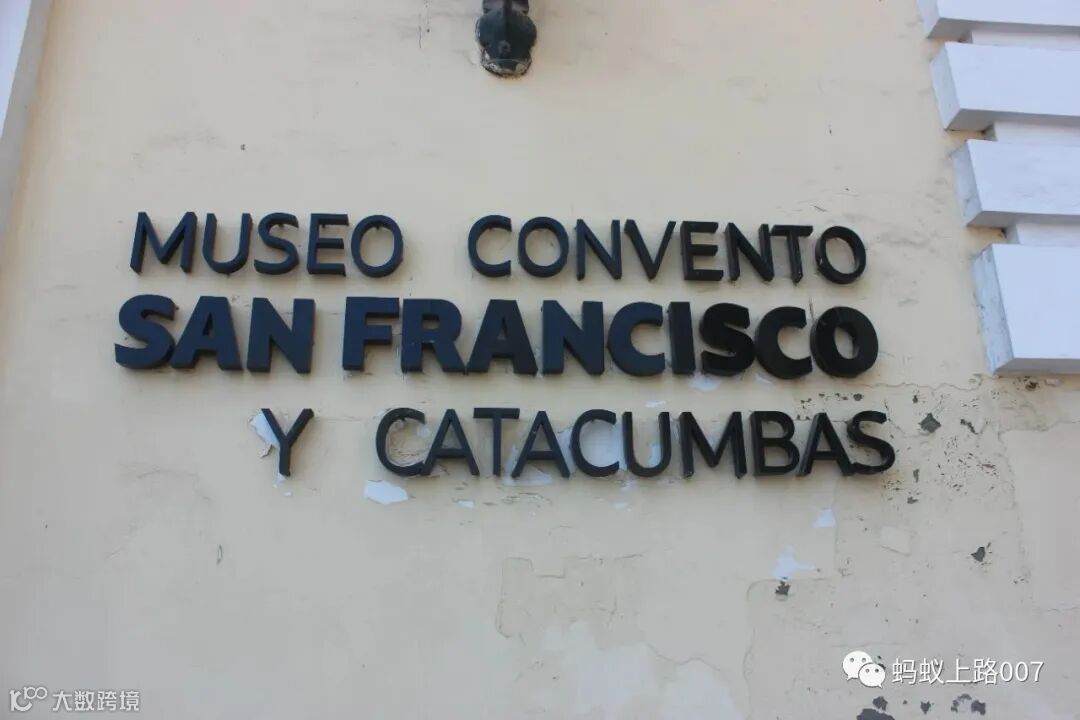 MUSEO CONVENTO
SAN FRANCISCO
Y CATACUMBAS
蚂蚁上路007
大数跨境